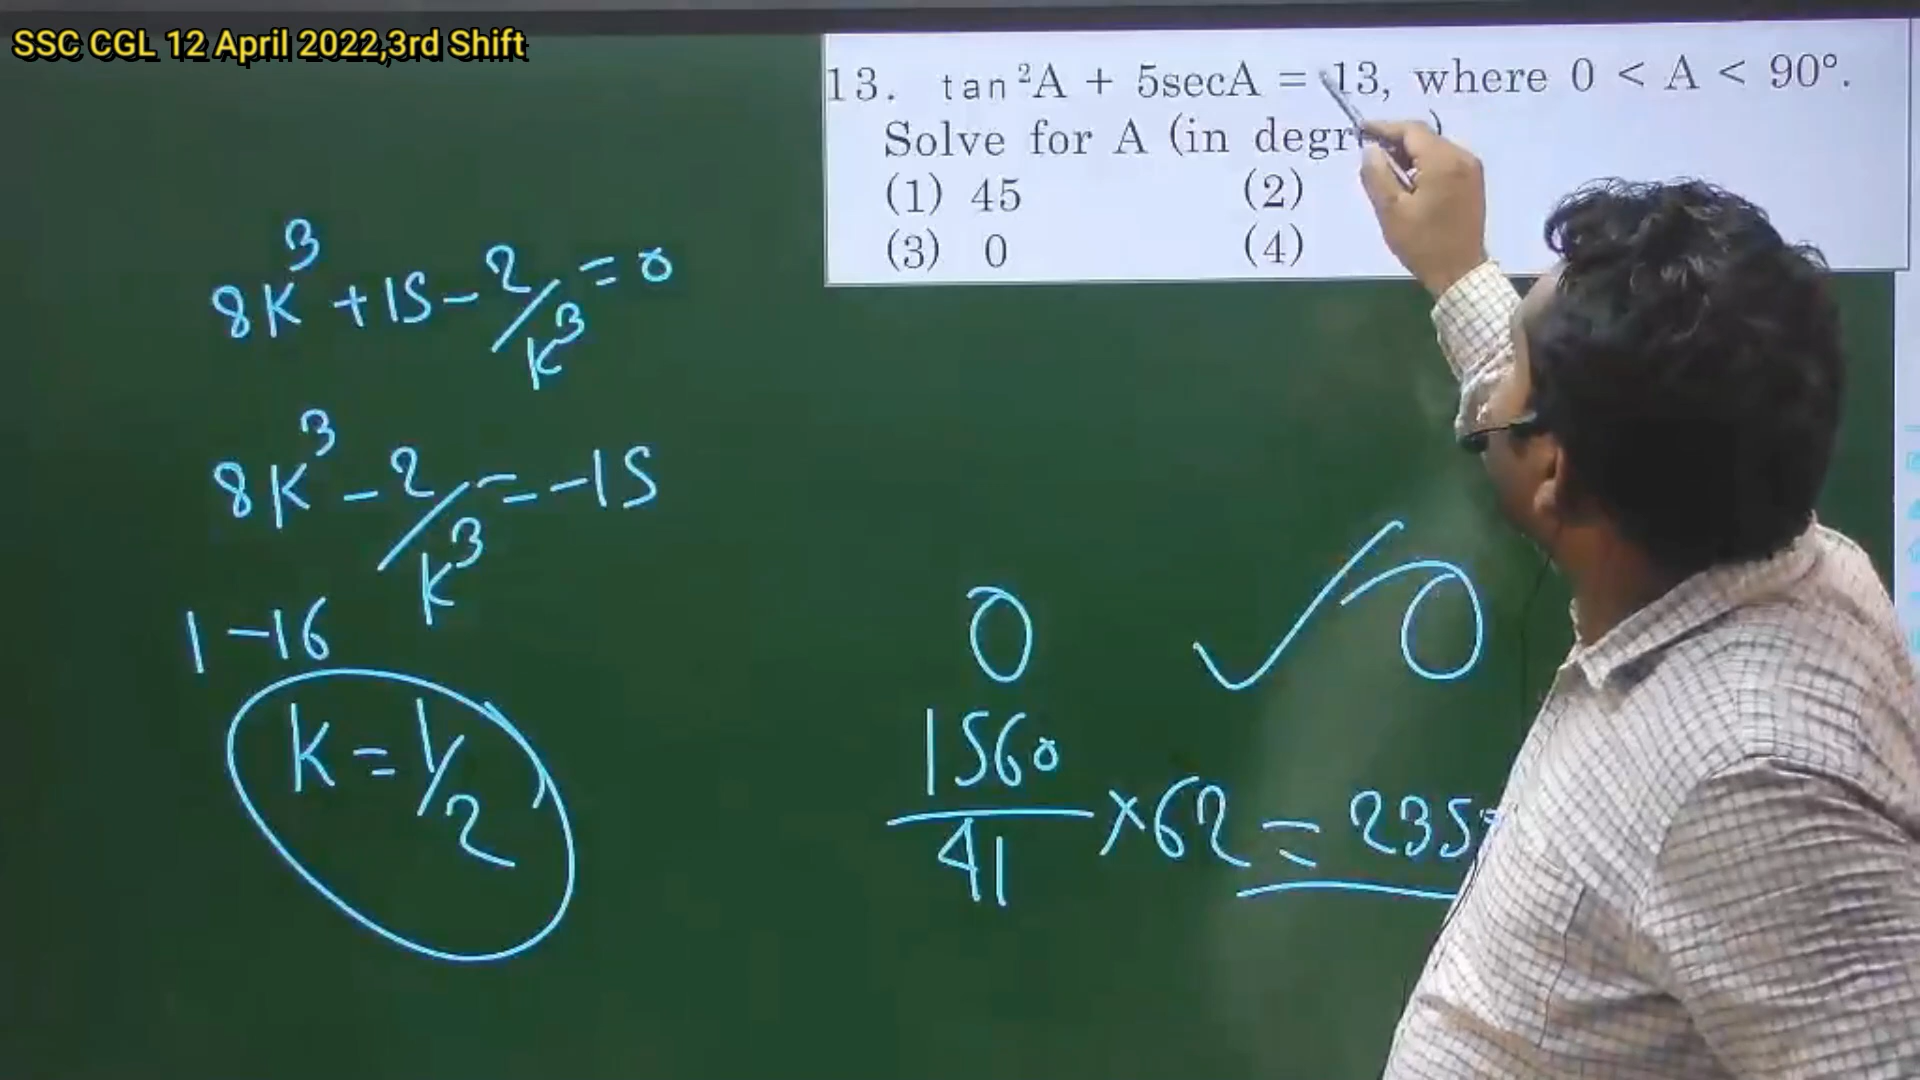 SSC CGL 12 April 2022,3rd Shift
13. tan²A + 5secA = 13, where 0 < A < 90°.
Solve for A (in
(1) 45 (2)
(3) 0 (4)
8K³ + 15 - 2/K³ = 0
8K³ - 2/K³ = -15
1 -16
K = 1/2
0
0
1560/41 × 62 =